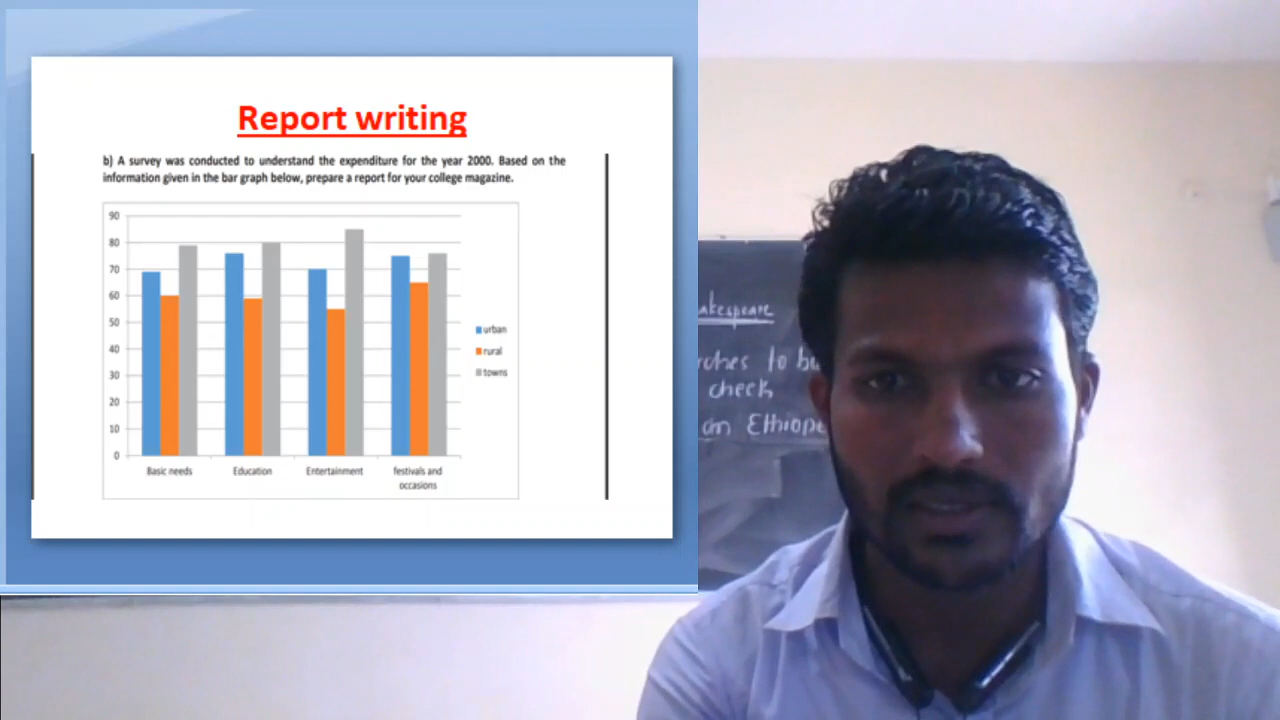 Report writing
b) A survey was conducted to understand the expenditure for the year 2000. Based on the
information given in the bar graph below, prepare a report for your college magazine.
90
80
70
60
50
40
30
20
10
0
urban
rural
towns
Basic needs Education Entertainment festivals and
occasions
to
check
an